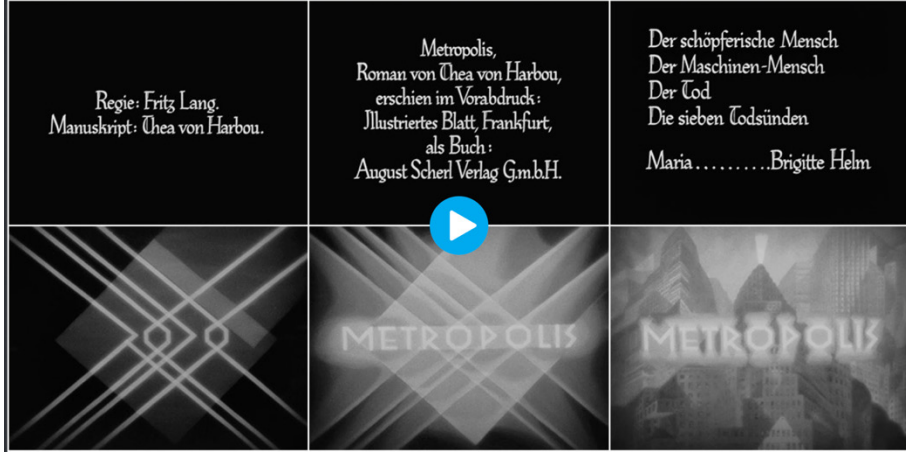 Regie: Fritz Lang.
Manuskript: Thea von Harbou.
Metropolis,
Roman von Thea von Harbou,
erschien im Vorabdruck:
Jllustriertes Blatt, Frankfurt,
als Buch:
August Scherl Verlag G.m.b.H.
Der schöpferische Mensch
Der Maschinen-Mensch
Der Tod
Die sieben Todsünden
Maria..........Brigitte Helm
METROPOLIS
METROPOLIS